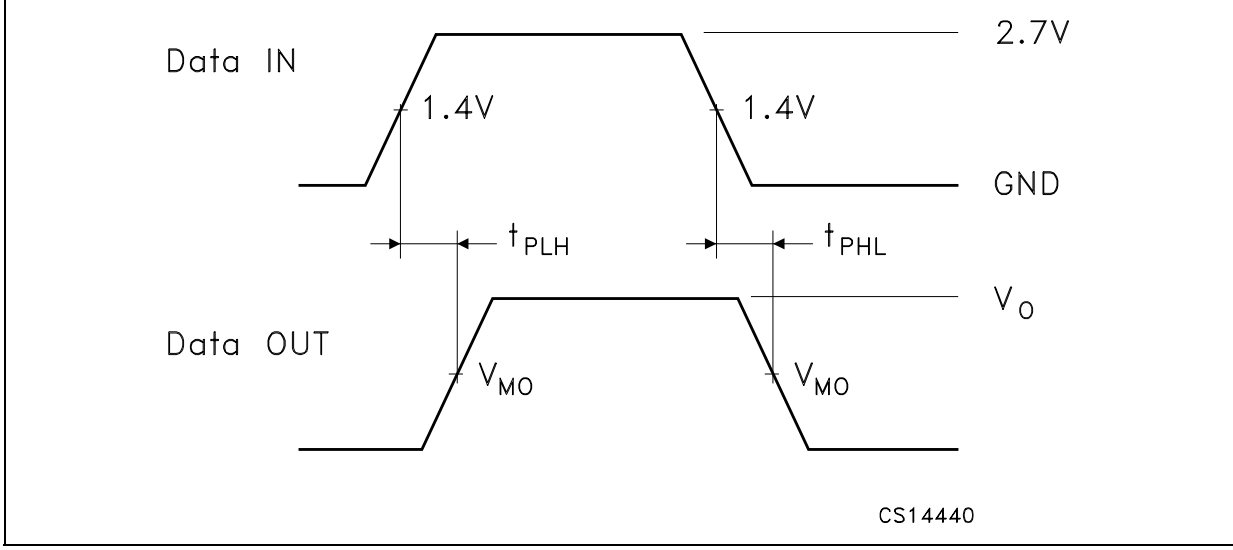 2.7V
Data IN
1.4V 1.4V
GND
tPLH tPHL
VO
Data OUT
VMO VMO
CS14440